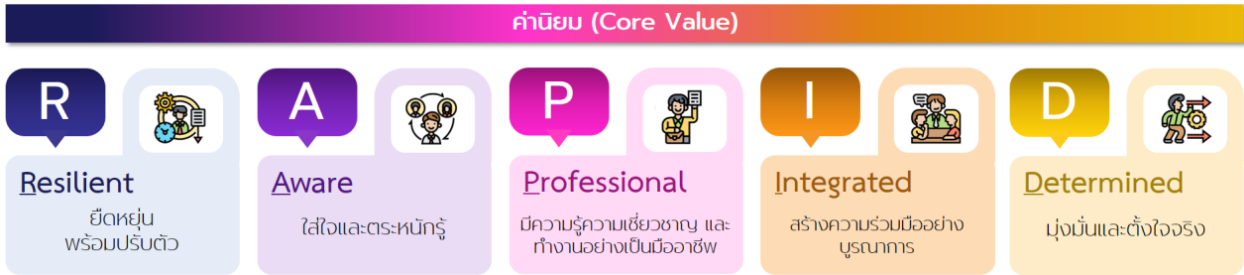 ค่านิยม (Core Value)
R
Resilient
ยืดหยุ่น
พร้อมปรับตัว
A
Aware
ใส่ใจและตระหนักรู้
P
Professional
มีความรู้ความเชี่ยวชาญ และ
ทำงานอย่างเป็นมืออาชีพ
I
Integrated
สร้างความร่วมมืออย่าง
บูรณาการ
D
Determined
มุ่งมั่นและตั้งใจจริง